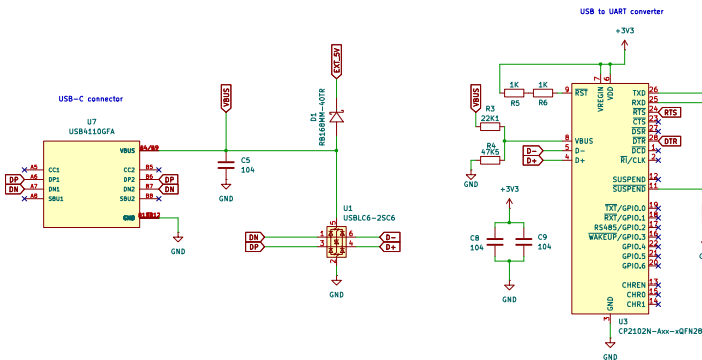 USB to UART converter
+3V3
EXT_5V
USB-C connector
U7
USB4110GFA
VBUS
A4/B9
CC1
DP1
DN1
SBU1
CC2
DP2
DN2
SBU2
A5
A6
A7
A8
B5
B6
B7
B8
DP
DN
DP
DN
GND
VBUS
C5
104
GND
D1
RB168MM-40TR
U1
USBLC6-2SC6
DN
DP
1
3
5
2
6
4
D-
D+
GND
VBUS
R3
22K1
R4
47K5
GND
D-
D+
1K
R5
1K
R6
+3V3
C8
104
C9
104
GND
9
7
6
8
5
4
RST
VREGIN
VDD
VBUS
D-
D+
GND
3
TXD 26
RXD 25
RTS 24
CTS 23
DSR 27
DTR 28
DCD 1
RI/CLK 2
SUSPEND 12
SUSPEND 11
TXT/GPIO.0 19
RXT/GPIO.1 18
RS485/GPIO.2 17
WAKEUP/GPIO.3 16
GPIO.4 22
GPIO.5 21
GPIO.6 20
CHREN 13
CHR0 15
CHR1 14
RTS
DTR
U3
CP2102N-Axx-xQFN28
GND